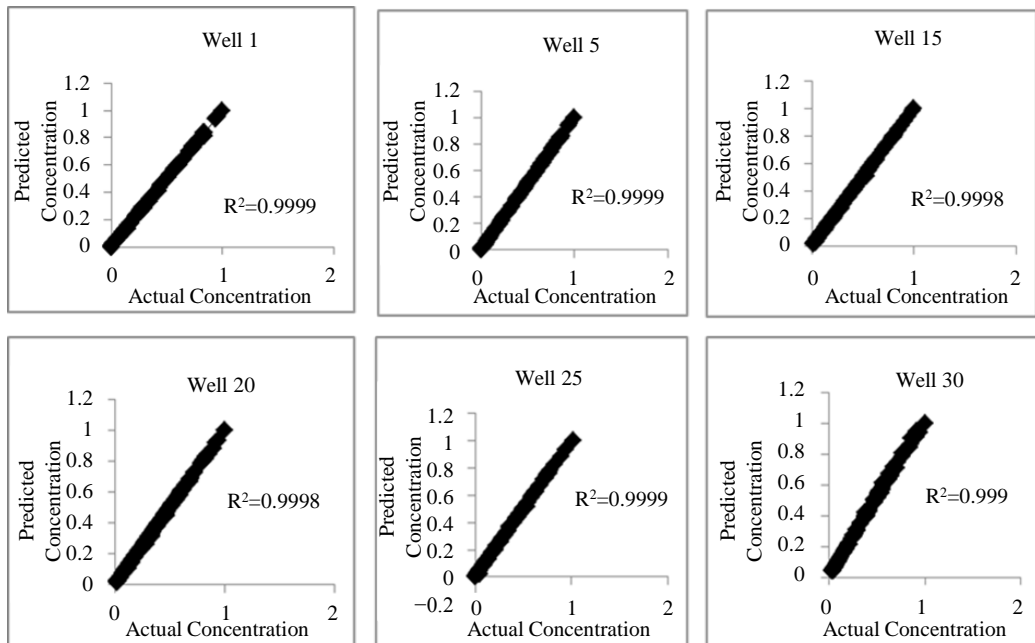 Well 1
1.2
1
0.8
0.6
0.4
0.2
0
Predicted
Concentration
R²=0.9999
0 1 2
Actual Concentration
Well 5
1.2
1
0.8
0.6
0.4
0.2
0
Predicted
Concentration
R²=0.9999
0 1 2
Actual Concentration
Well 15
1.2
1
0.8
0.6
0.4
0.2
0
Predicted
Concentration
R²=0.9998
0 1 2
Actual Concentration
Well 20
1.2
1
0.8
0.6
0.4
0.2
0
Predicted
Concentration
R²=0.9998
0 1 2
Actual Concentration
Well 25
1.2
1
0.8
0.6
0.4
0.2
0
−0.2
Predicted
Concentration
R²=0.9999
0 1 2
Actual Concentration
Well 30
1.2
1
0.8
0.6
0.4
0.2
0
Predicted
Concentration
R²=0.999
0 1 2
Actual Concentration